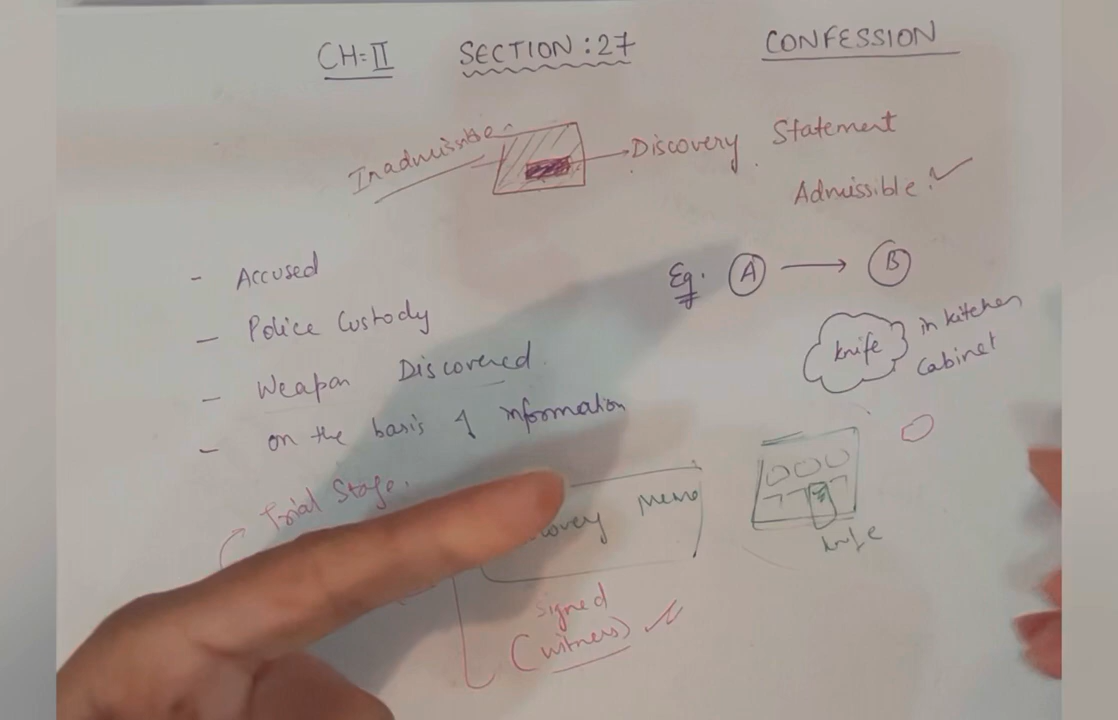 CH=II SECTION:27 CONFESSION
Inadmissible
Discovery Statement
Admissible ✓
- Accused
- Police Custody
- Weapon Discovered
- on the basis of information
Eg. A → B
knife in kitchen
cabinet
Trial Stage.
Memo
knife
signed
(witness) ✓